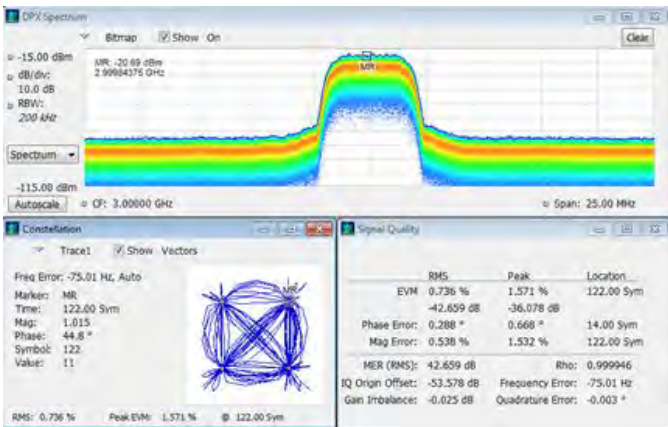 DPX Spectrum
Bitmap Show On Clear
-15.00 dBm
dB/div:
10.0 dB
RBW:
200 kHz
MR: -20.69 dBm
2.99984375 GHz
MR
Spectrum
-115.00 dBm
Autoscale CF: 3.00000 GHz Span: 25.00 MHz
Constellation
Trace1 Show Vectors
Freq Error: -75.01 Hz, Auto
Marker: MR
Time: 122.00 Sym
Mag: 1.015
Phase: 44.8 °
Symbol: 122
Value: 11
MR
RMS: 0.736 % Peak EVM: 1.571 % @ 122.00 Sym
Signal Quality
RMS Peak Location
EVM 0.736 % 1.571 % 122.00 Sym
-42.659 dB -36.078 dB
Phase Error: 0.288 ° 0.668 ° 14.00 Sym
Mag Error: 0.538 % 1.532 % 122.00 Sym
MER (RMS): 42.659 dB Rho: 0.999946
IQ Origin Offset: -53.578 dB Frequency Error: -75.01 Hz
Gain Imbalance: -0.025 dB Quadrature Error: -0.003 °